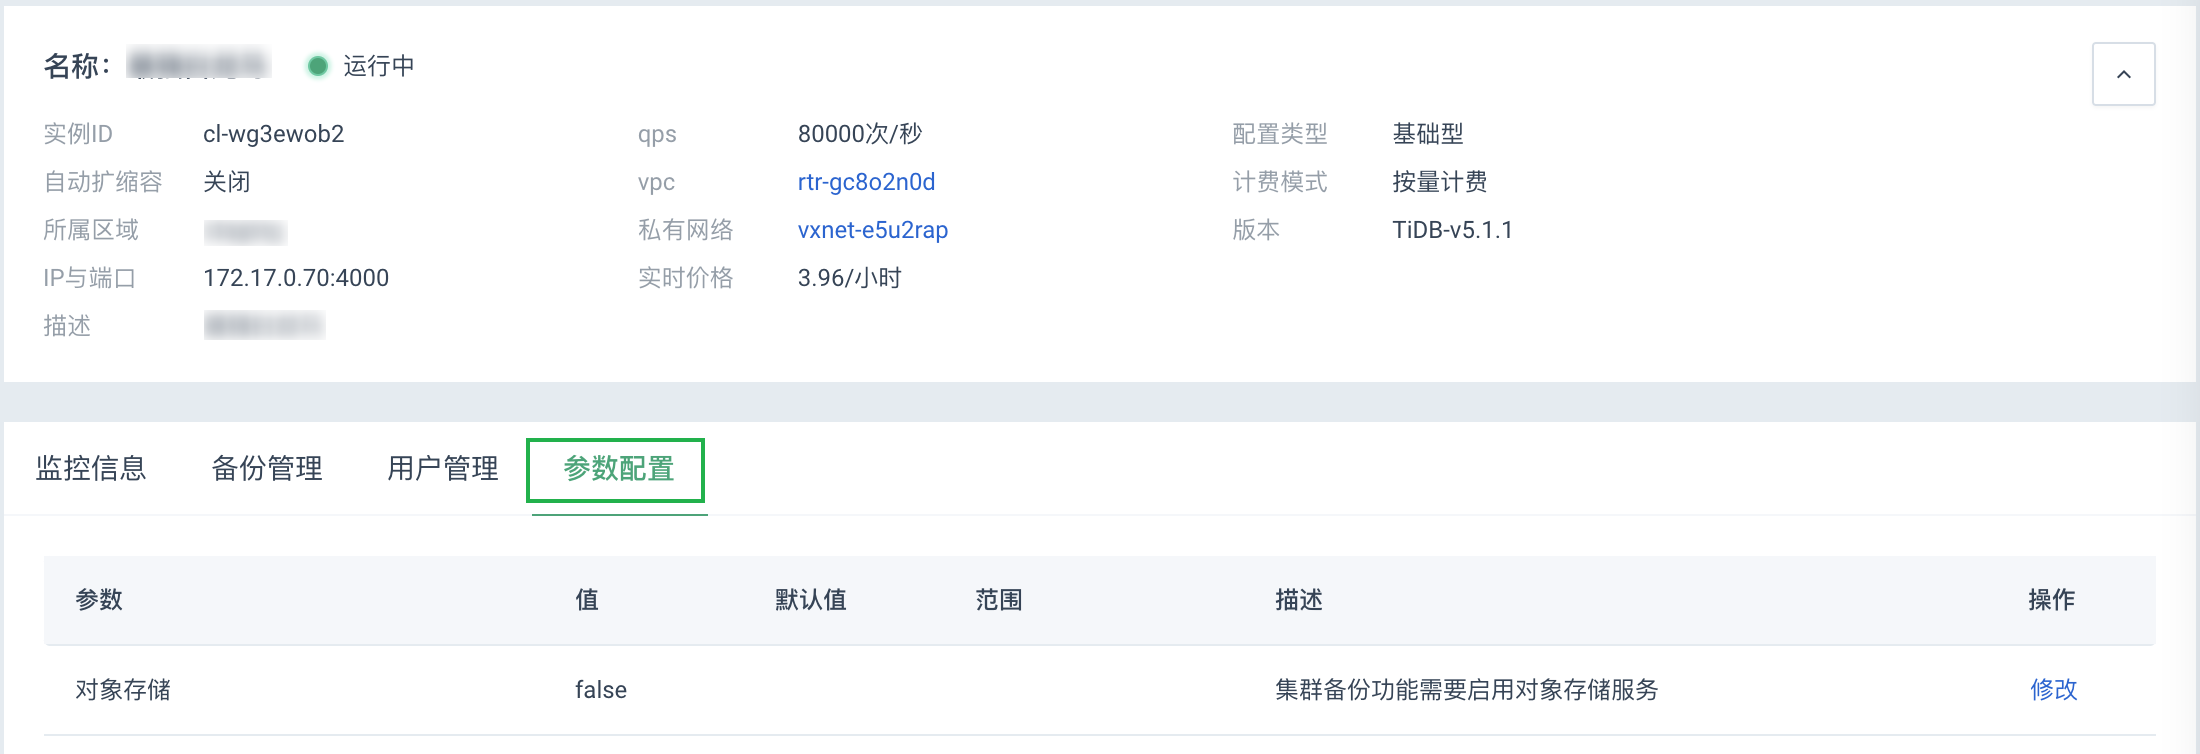 名称： 运行中
实例ID cl-wg3ewob2 qps 80000次/秒 配置类型 基础型
自动扩缩容 关闭 vpc rtr-gc8o2n0d 计费模式 按量计费
所属区域 私有网络 vxnet-e5u2rap 版本 TiDB-v5.1.1
IP与端口 172.17.0.70:4000 实时价格 3.96/小时
描述
监控信息 备份管理 用户管理 参数配置
参数 值 默认值 范围 描述 操作
对象存储 false 集群备份功能需要启用对象存储服务 修改